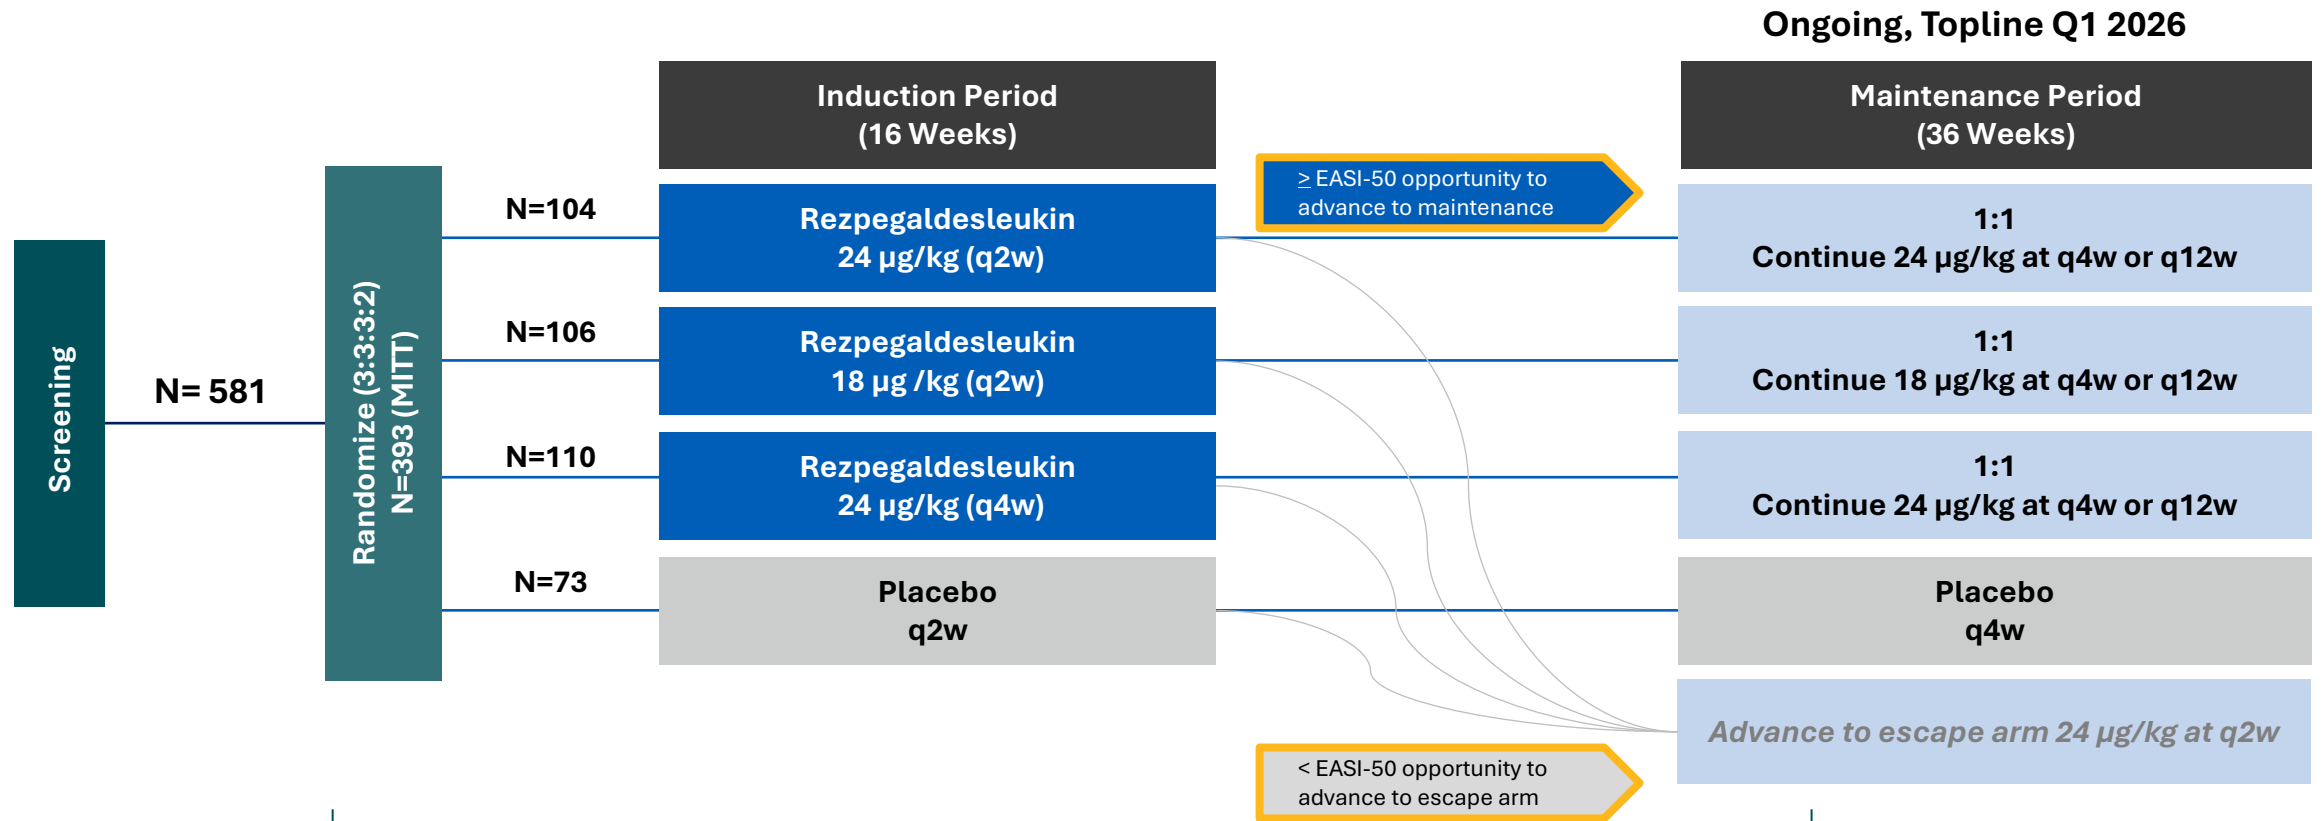 Ongoing, Topline Q1 2026
Screening
N= 581
Randomize (3:3:3:2)
N=393 (MITT)
N=104
N=106
N=110
N=73
Induction Period
(16 Weeks)
Rezpegaldesleukin
24 µg/kg (q2w)
Rezpegaldesleukin
18 µg /kg (q2w)
Rezpegaldesleukin
24 µg/kg (q4w)
Placebo
q2w
≥ EASI-50 opportunity to
advance to maintenance
< EASI-50 opportunity to
advance to escape arm
Maintenance Period
(36 Weeks)
1:1
Continue 24 µg/kg at q4w or q12w
1:1
Continue 18 µg/kg at q4w or q12w
1:1
Continue 24 µg/kg at q4w or q12w
Placebo
q4w
Advance to escape arm 24 µg/kg at q2w